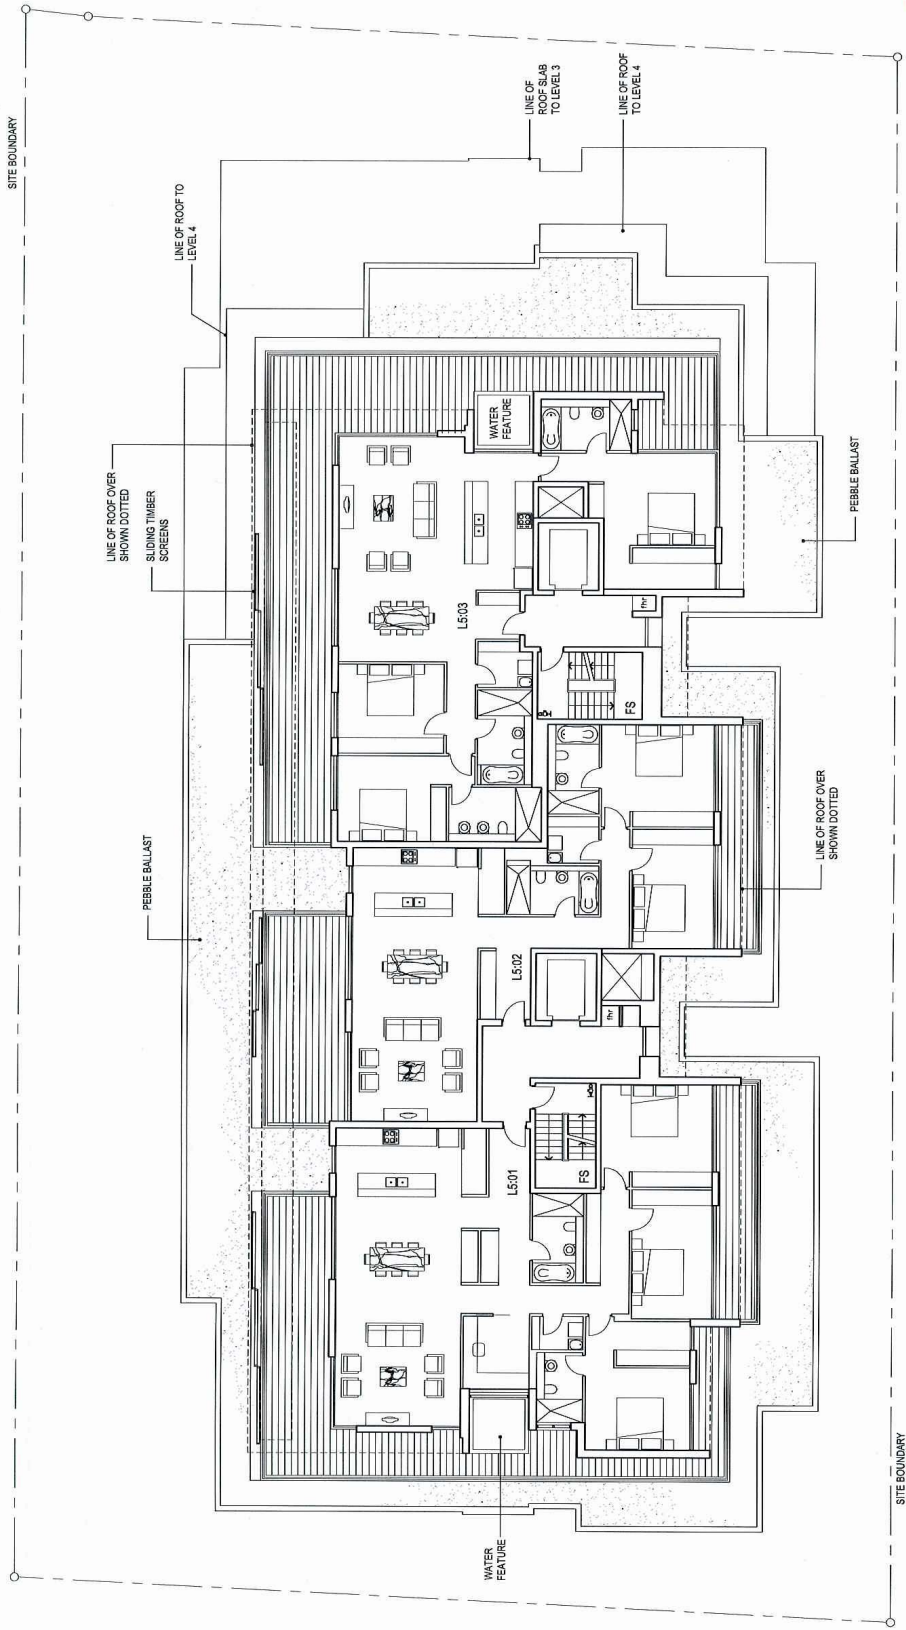 SITE BOUNDARY
LINE OF ROOF TO
LEVEL 4
LINE OF
ROOF SLAB
TO LEVEL 3
LINE OF ROOF
TO LEVEL 4
LINE OF ROOF OVER
SHOWN DOTTED
SLIDING TIMBER
SCREENS
WATER
FEATURE
PEBBLE BALLAST
L5:03
fhr
FS
PEBBLE BALLAST
LINE OF ROOF OVER
SHOWN DOTTED
L5:02
fhr
L5:01
FS
WATER
FEATURE
SITE BOUNDARY